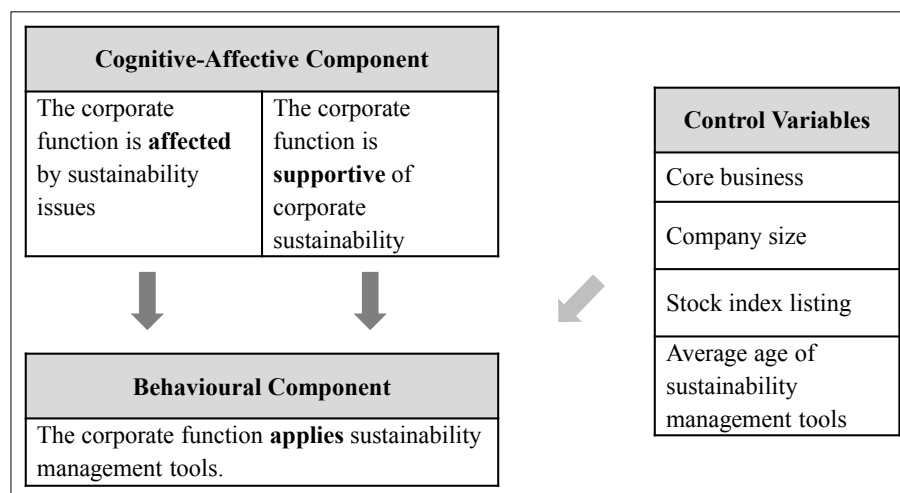 Cognitive-Affective Component
The corporate
function is affected
by sustainability
issues
The corporate
function is
supportive of
corporate
sustainability
Control Variables
Core business
Company size
Stock index listing
Average age of
sustainability
management tools
Behavioural Component
The corporate function applies sustainability
management tools.